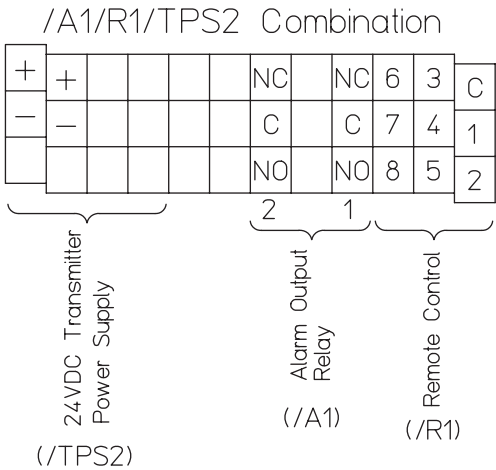 /A1/R1/TPS2 Combination
+ + NC NC 6 3 C
- - C C 7 4 1
NO NO 8 5 2
2 1
24VDC Transmitter
Power Supply
(/TPS2)
Alarm Output
Relay
(/A1)
Remote Control
(/R1)